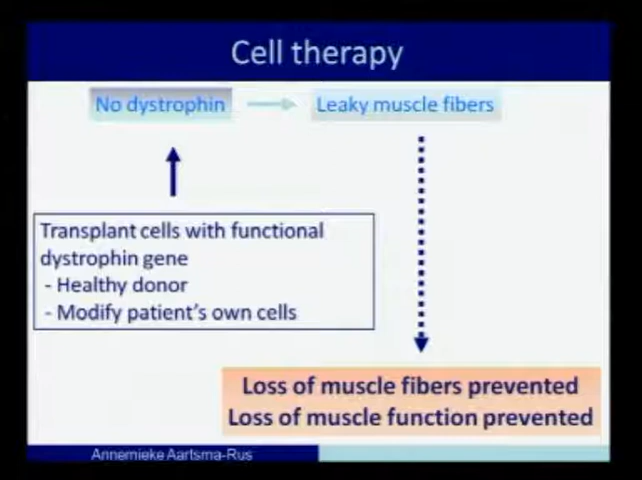 Cell therapy
No dystrophin
Leaky muscle fibers
Transplant cells with functional
dystrophin gene
- Healthy donor
- Modify patient's own cells
Loss of muscle fibers prevented
Loss of muscle function prevented
Annemieke Aartsma-Rus